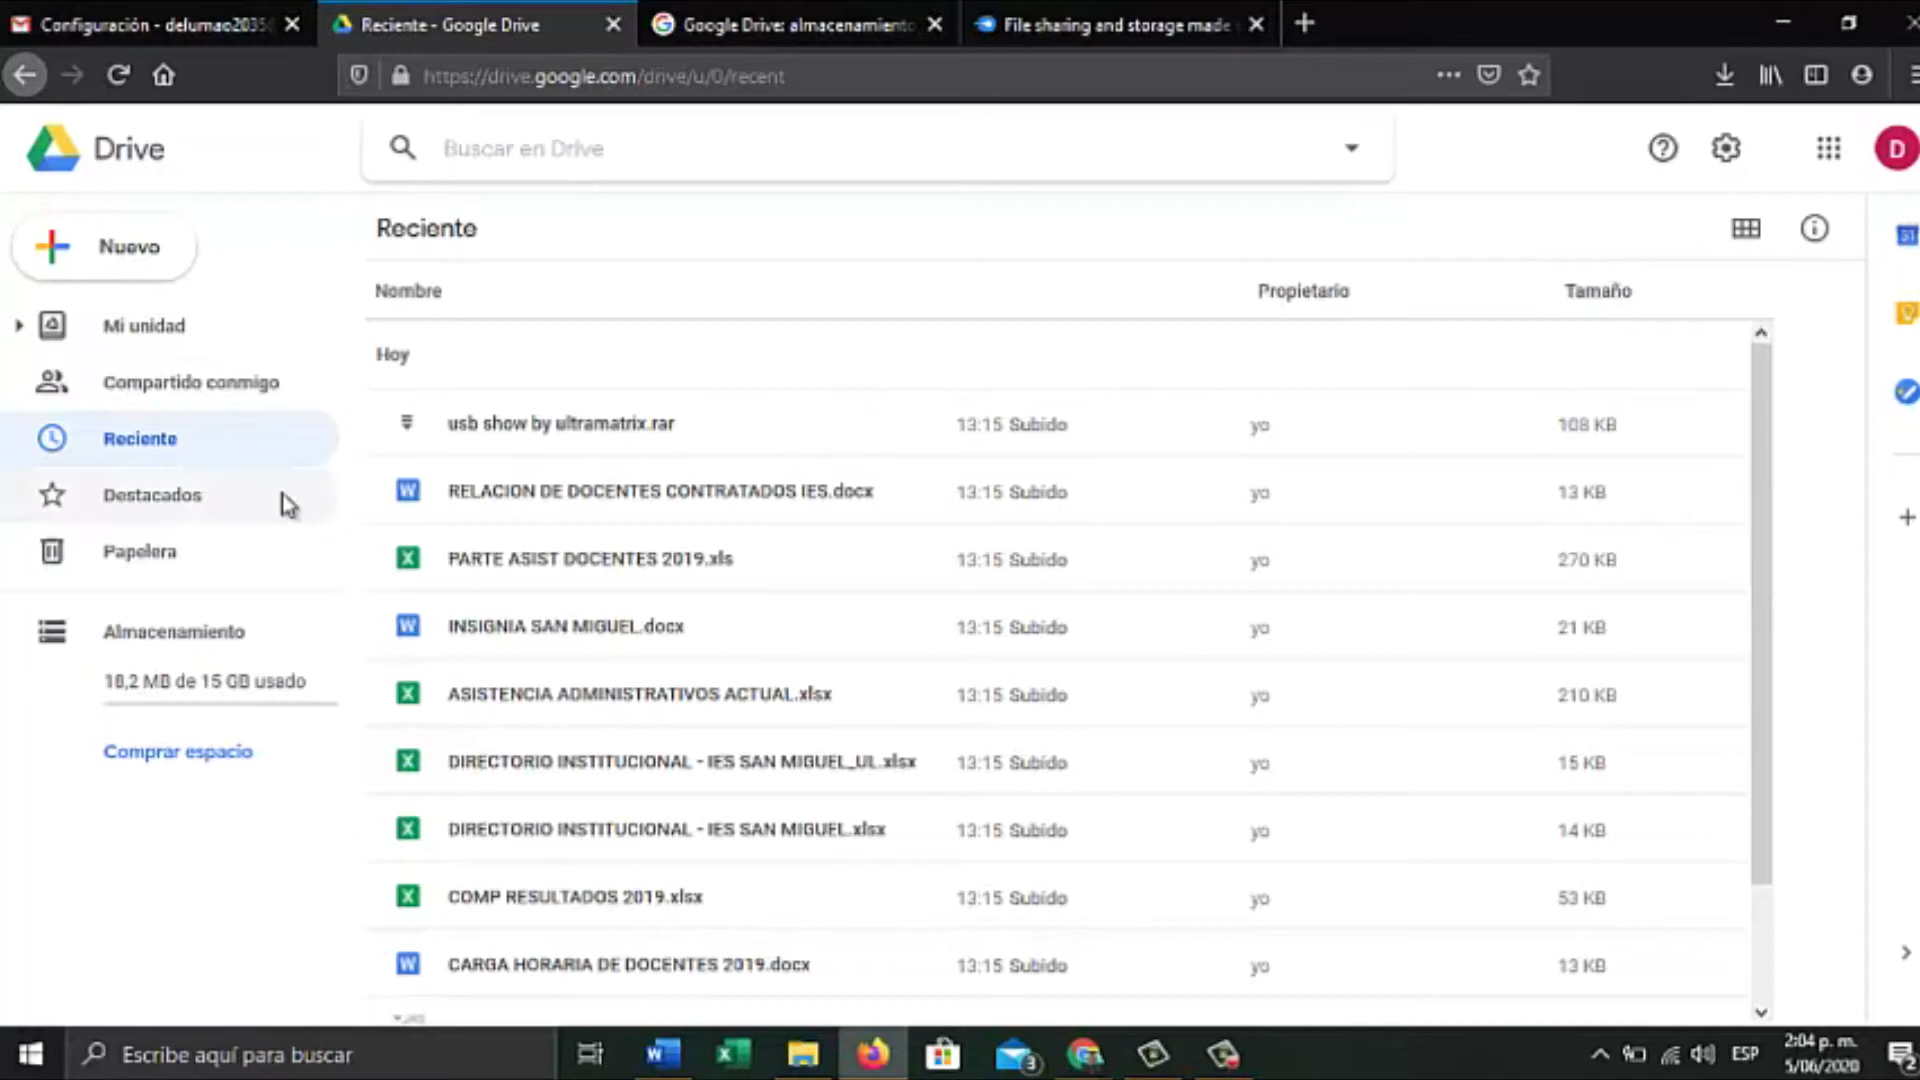 Configuración - delumao2035
Reciente - Google Drive
Google Drive: almacenamiento
File sharing and storage made
https://drive.google.com/drive/u/0/recent
Drive
Buscar en Drive
D
Nuevo
Reciente
31
Nombre
Propietario
Tamaño
Mi unidad
Hoy
Compartido conmigo
usb show by ultramatrix.rar
13:15 Subido
yo
108 KB
Reciente
RELACION DE DOCENTES CONTRATADOS IES.docx
13:15 Subido
yo
13 KB
Destacados
PARTE ASIST DOCENTES 2019.xls
13:15 Subido
yo
270 KB
Papelera
INSIGNIA SAN MIGUEL.docx
13:15 Subido
yo
21 KB
Almacenamiento
18,2 MB de 15 GB usado
ASISTENCIA ADMINISTRATIVOS ACTUAL.xlsx
13:15 Subido
yo
210 KB
Comprar espacio
DIRECTORIO INSTITUCIONAL - IES SAN MIGUEL_UL.xlsx
13:15 Subido
yo
15 KB
DIRECTORIO INSTITUCIONAL - IES SAN MIGUEL.xlsx
13:15 Subido
yo
14 KB
COMP RESULTADOS 2019.xlsx
13:15 Subido
yo
53 KB
CARGA HORARIA DE DOCENTES 2019.docx
13:15 Subido
yo
13 KB
Escribe aquí para buscar
3
ESP
2:04 p. m.
5/06/2020
2